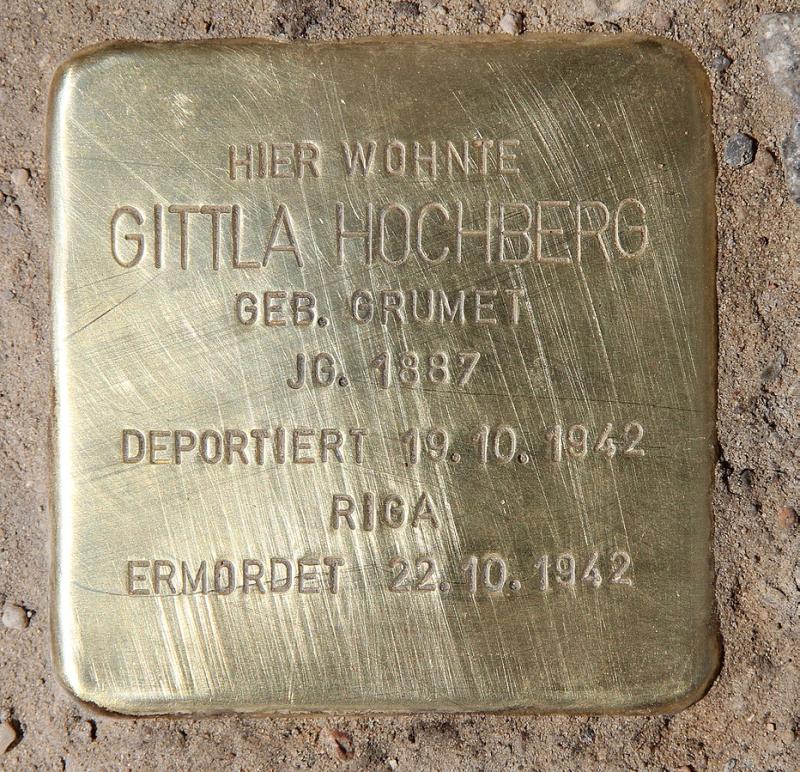 HIER WOHNTE
GITTLA HOCHBERG
GEB. GRUMET
JG. 1887
DEPORTIERT 19.10.1942
RIGA
ERMORDET 22.10.1942